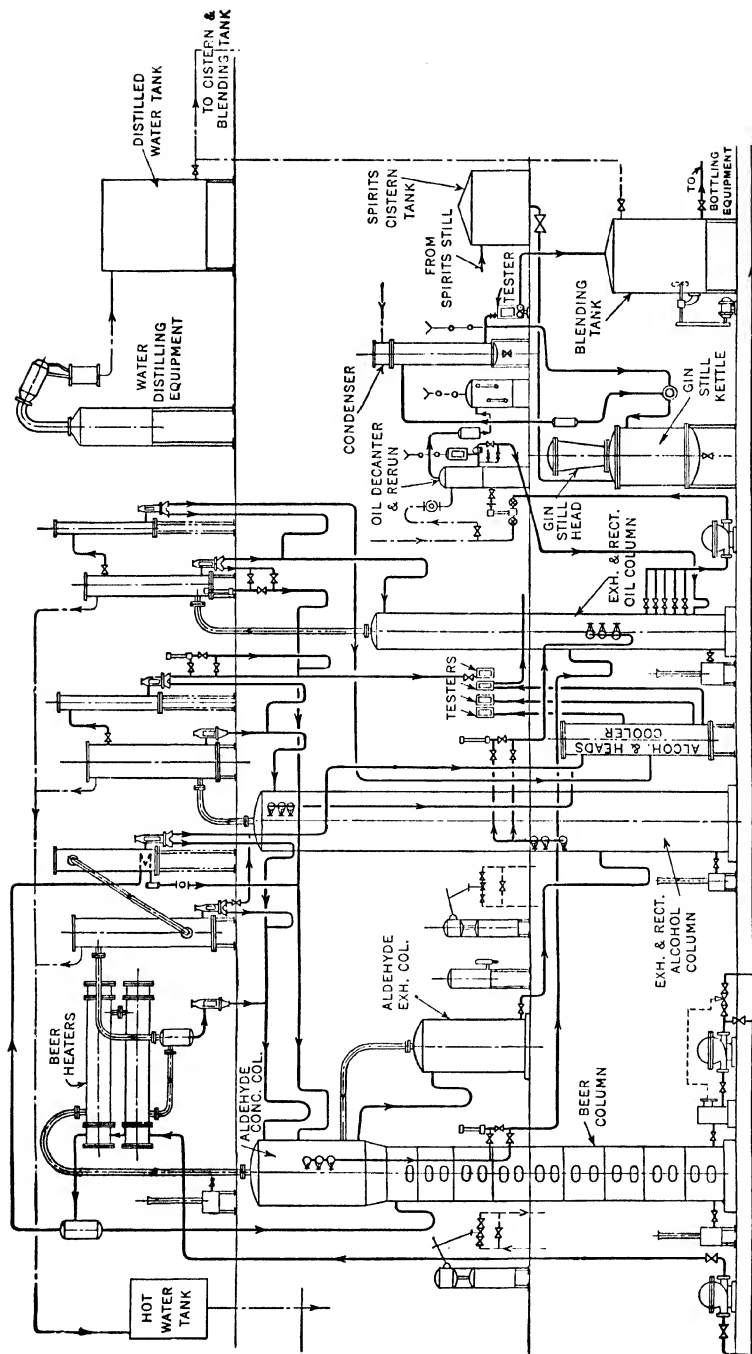 HOT
WATER
TANK
BEER
HEATERS
ALDEHYDE
CONC. COL.
BEER
COLUMN
ALDEHYDE
EXH. COL.
EXH. & RECT.
ALCOHOL
COLUMN
ALCOH. & HEADS
COOLER
TESTERS
EXH. & RECT.
OIL COLUMN
OIL DECANTER
& RERUN
GIN
STILL
HEAD
GIN
STILL
KETTLE
CONDENSER
TESTER
FROM
SPIRITS STILL
SPIRITS
CISTERN
TANK
BLENDING
TANK
TO
BOTTLING
EQUIPMENT
WATER
DISTILLING
EQUIPMENT
DISTILLED
WATER TANK
TO CISTERN &
BLENDING TANK